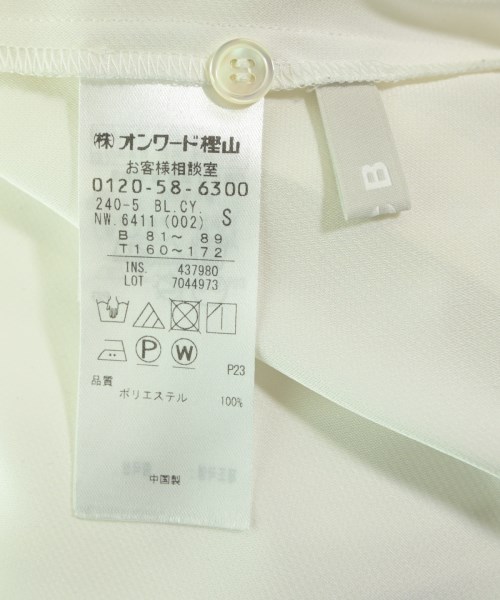 (株)オンワード樫山
お客様相談室
0120-58-6300
240-5 BL.CY.
NW.6411(002) S
B 81~ 89
T160~172
INS. 437980
LOT 7044973
P W
P23
品質
ポリエステル 100%
中国製
B